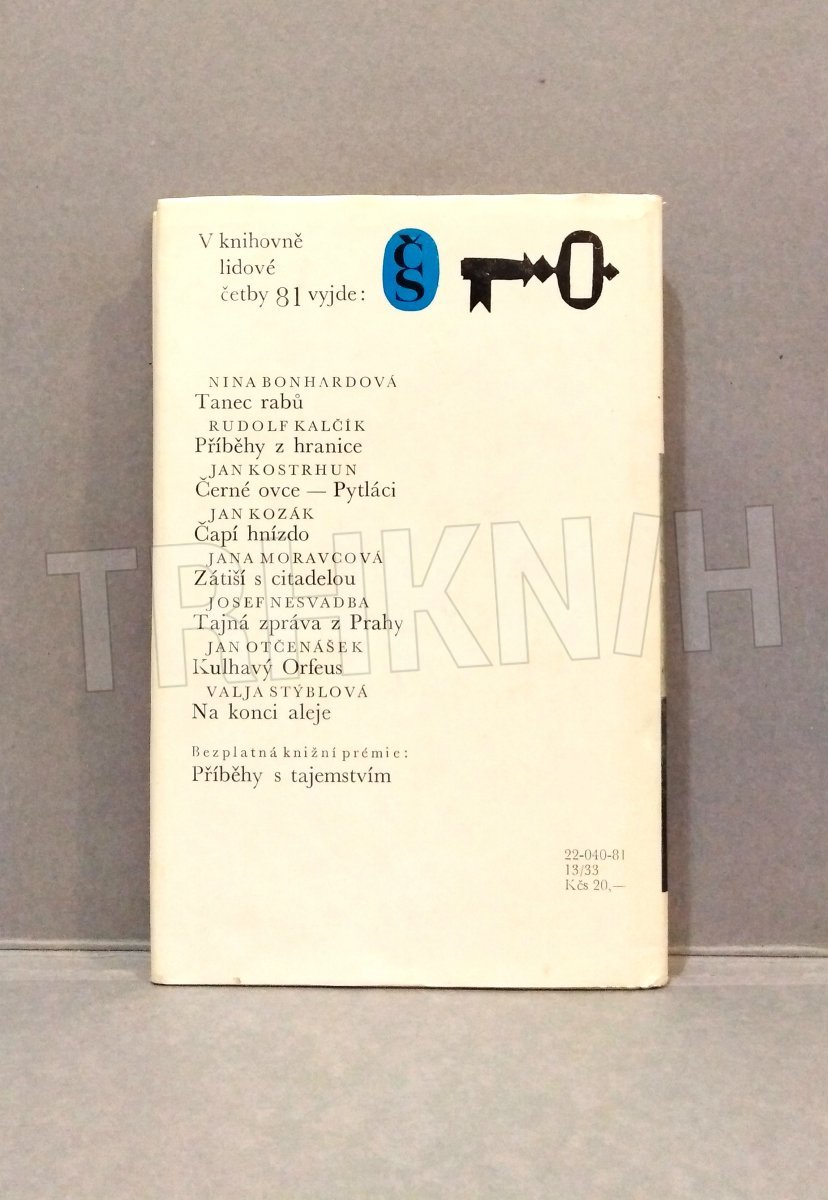 V knihovně
lidové
četby 81 vyjde:
ČS
NINA BONHARDOVÁ
Tanec rabů
RUDOLF KALČÍK
Příběhy z hranice
JAN KOSTRHUN
Černé ovce — Pytláci
JAN KOZÁK
Čapí hnízdo
JANA MORAVCOVÁ
Zátiší s citadelou
JOSEF NESVADBA
Tajná zpráva z Prahy
JAN OTČENÁŠEK
Kulhavý Orfeus
VALJA STÝBLOVÁ
Na konci aleje
Bezplatná knižní prémie:
Příběhy s tajemstvím
22-040-81
13/33
Kčs 20,—
TRHKNIH